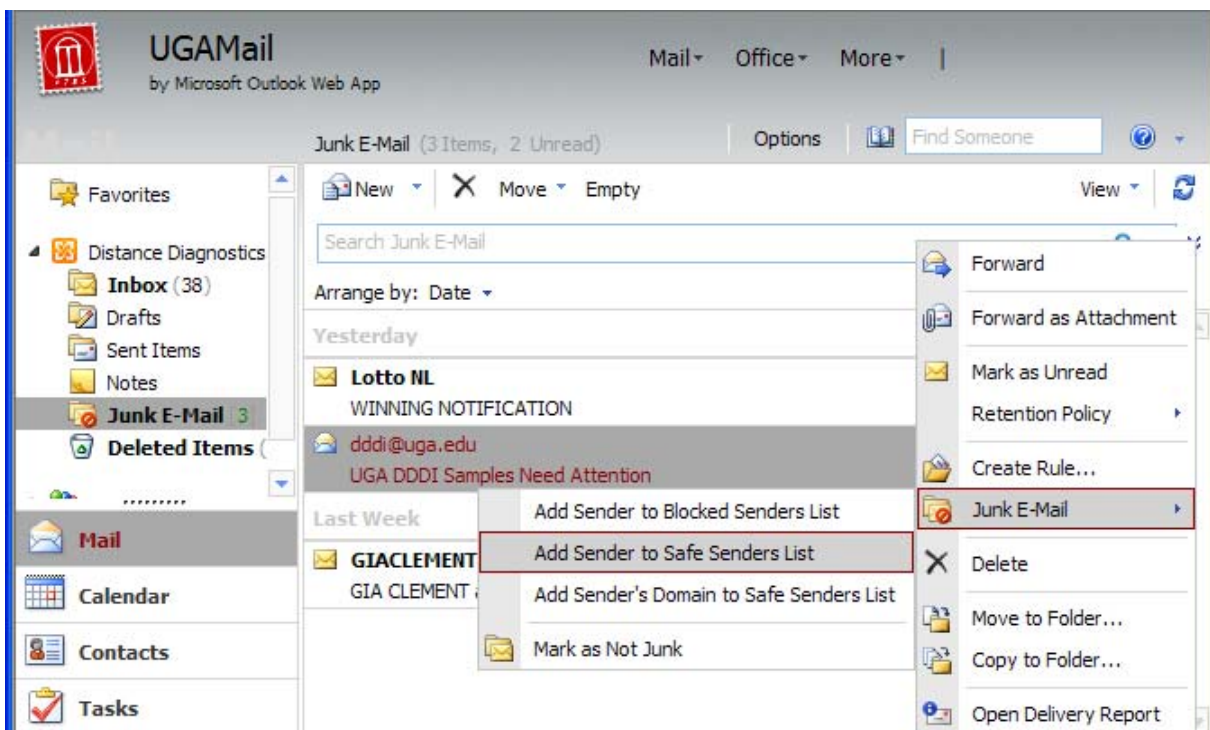 UGAMail
by Microsoft Outlook Web App
Mail
Office
More
|
1785
Junk E-Mail (3 Items, 2 Unread)
Options
Find Someone
Favorites
Distance Diagnostics
Inbox (38)
Drafts
Sent Items
Notes
Junk E-Mail [3
Deleted Items (
Mail
Calendar
Contacts
Tasks
New
Move
Empty
View
Search Junk E-Mail
Arrange by: Date
Yesterday
Lotto NL
WINNING NOTIFICATION
dddi@uga.edu
UGA DDDI Samples Need Attention
Last Week
GIACLEMENT
GIA CLEMENT
Add Sender to Blocked Senders List
Add Sender to Safe Senders List
Add Sender's Domain to Safe Senders List
Mark as Not Junk
Forward
Forward as Attachment
Mark as Unread
Retention Policy
Create Rule...
Junk E-Mail
Delete
Move to Folder...
Copy to Folder...
Open Delivery Report